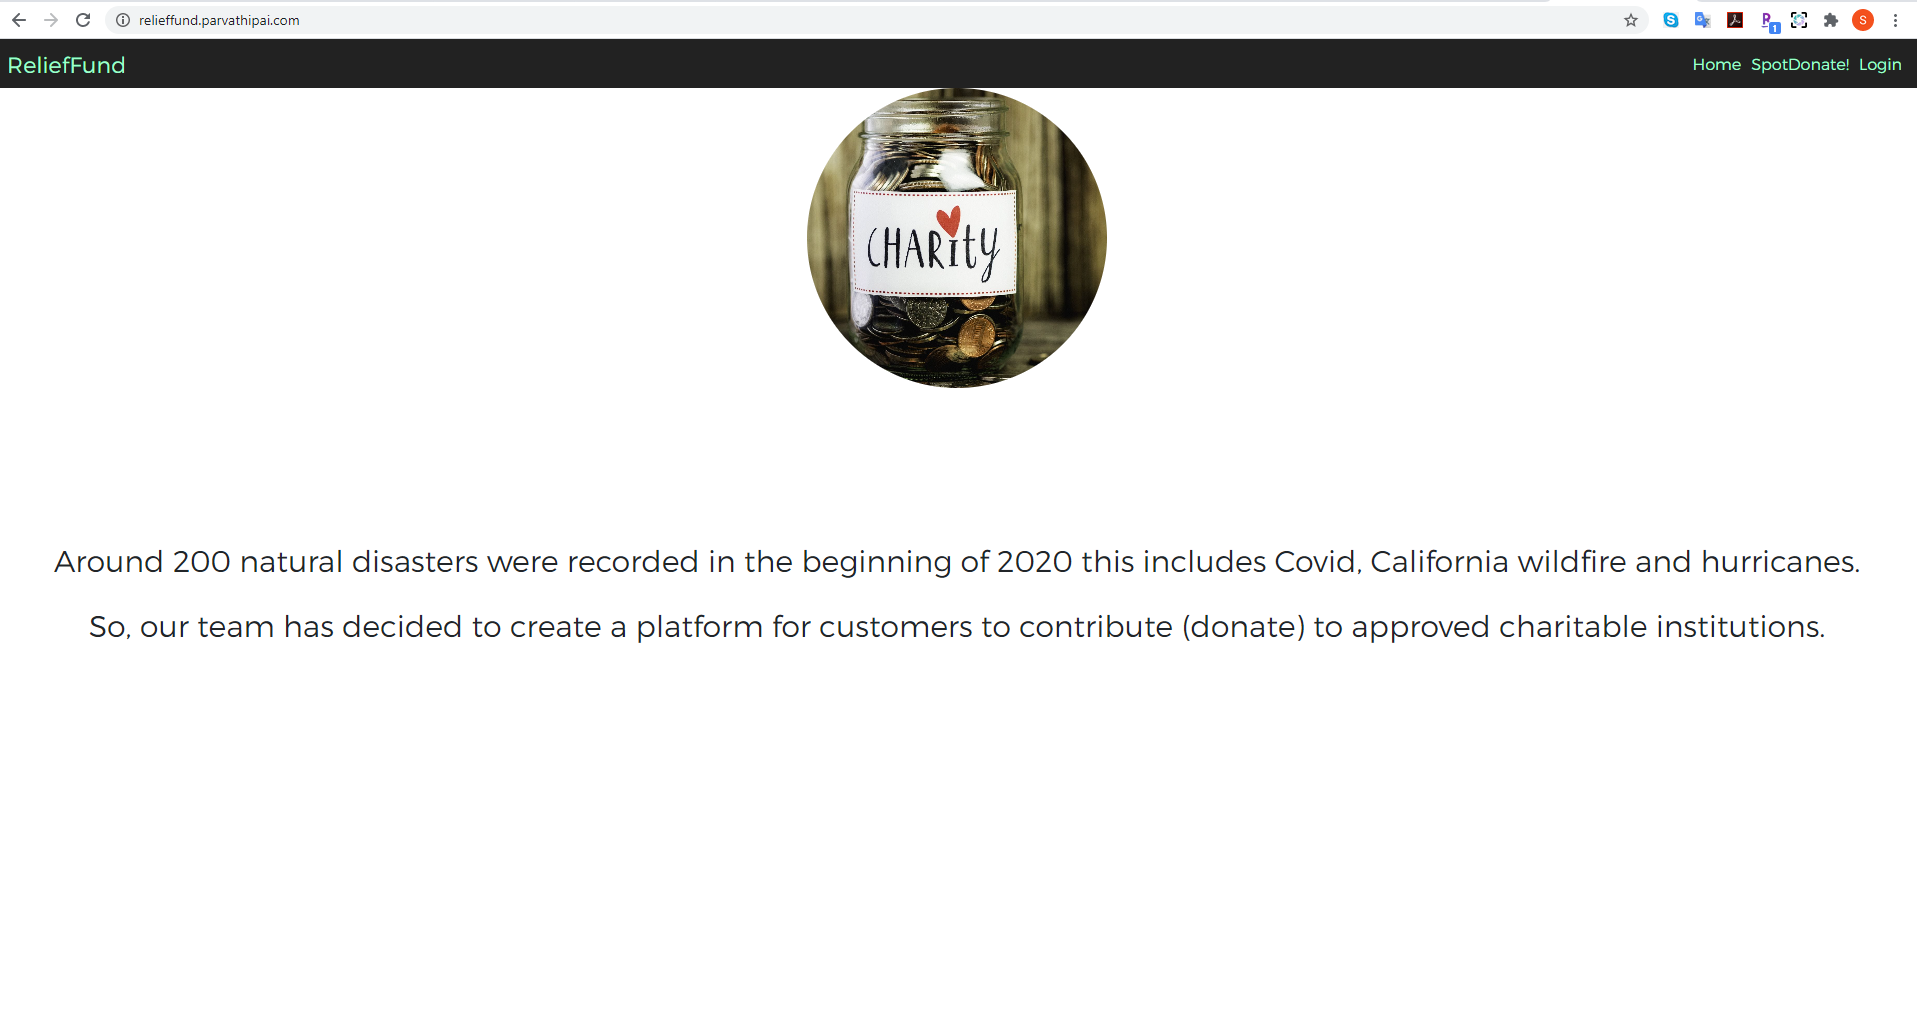 relieffund.parvathipai.com
S
1
ReliefFund
Home SpotDonate! Login
CHARity
Around 200 natural disasters were recorded in the beginning of 2020 this includes Covid, California wildfire and hurricanes.
So, our team has decided to create a platform for customers to contribute (donate) to approved charitable institutions.